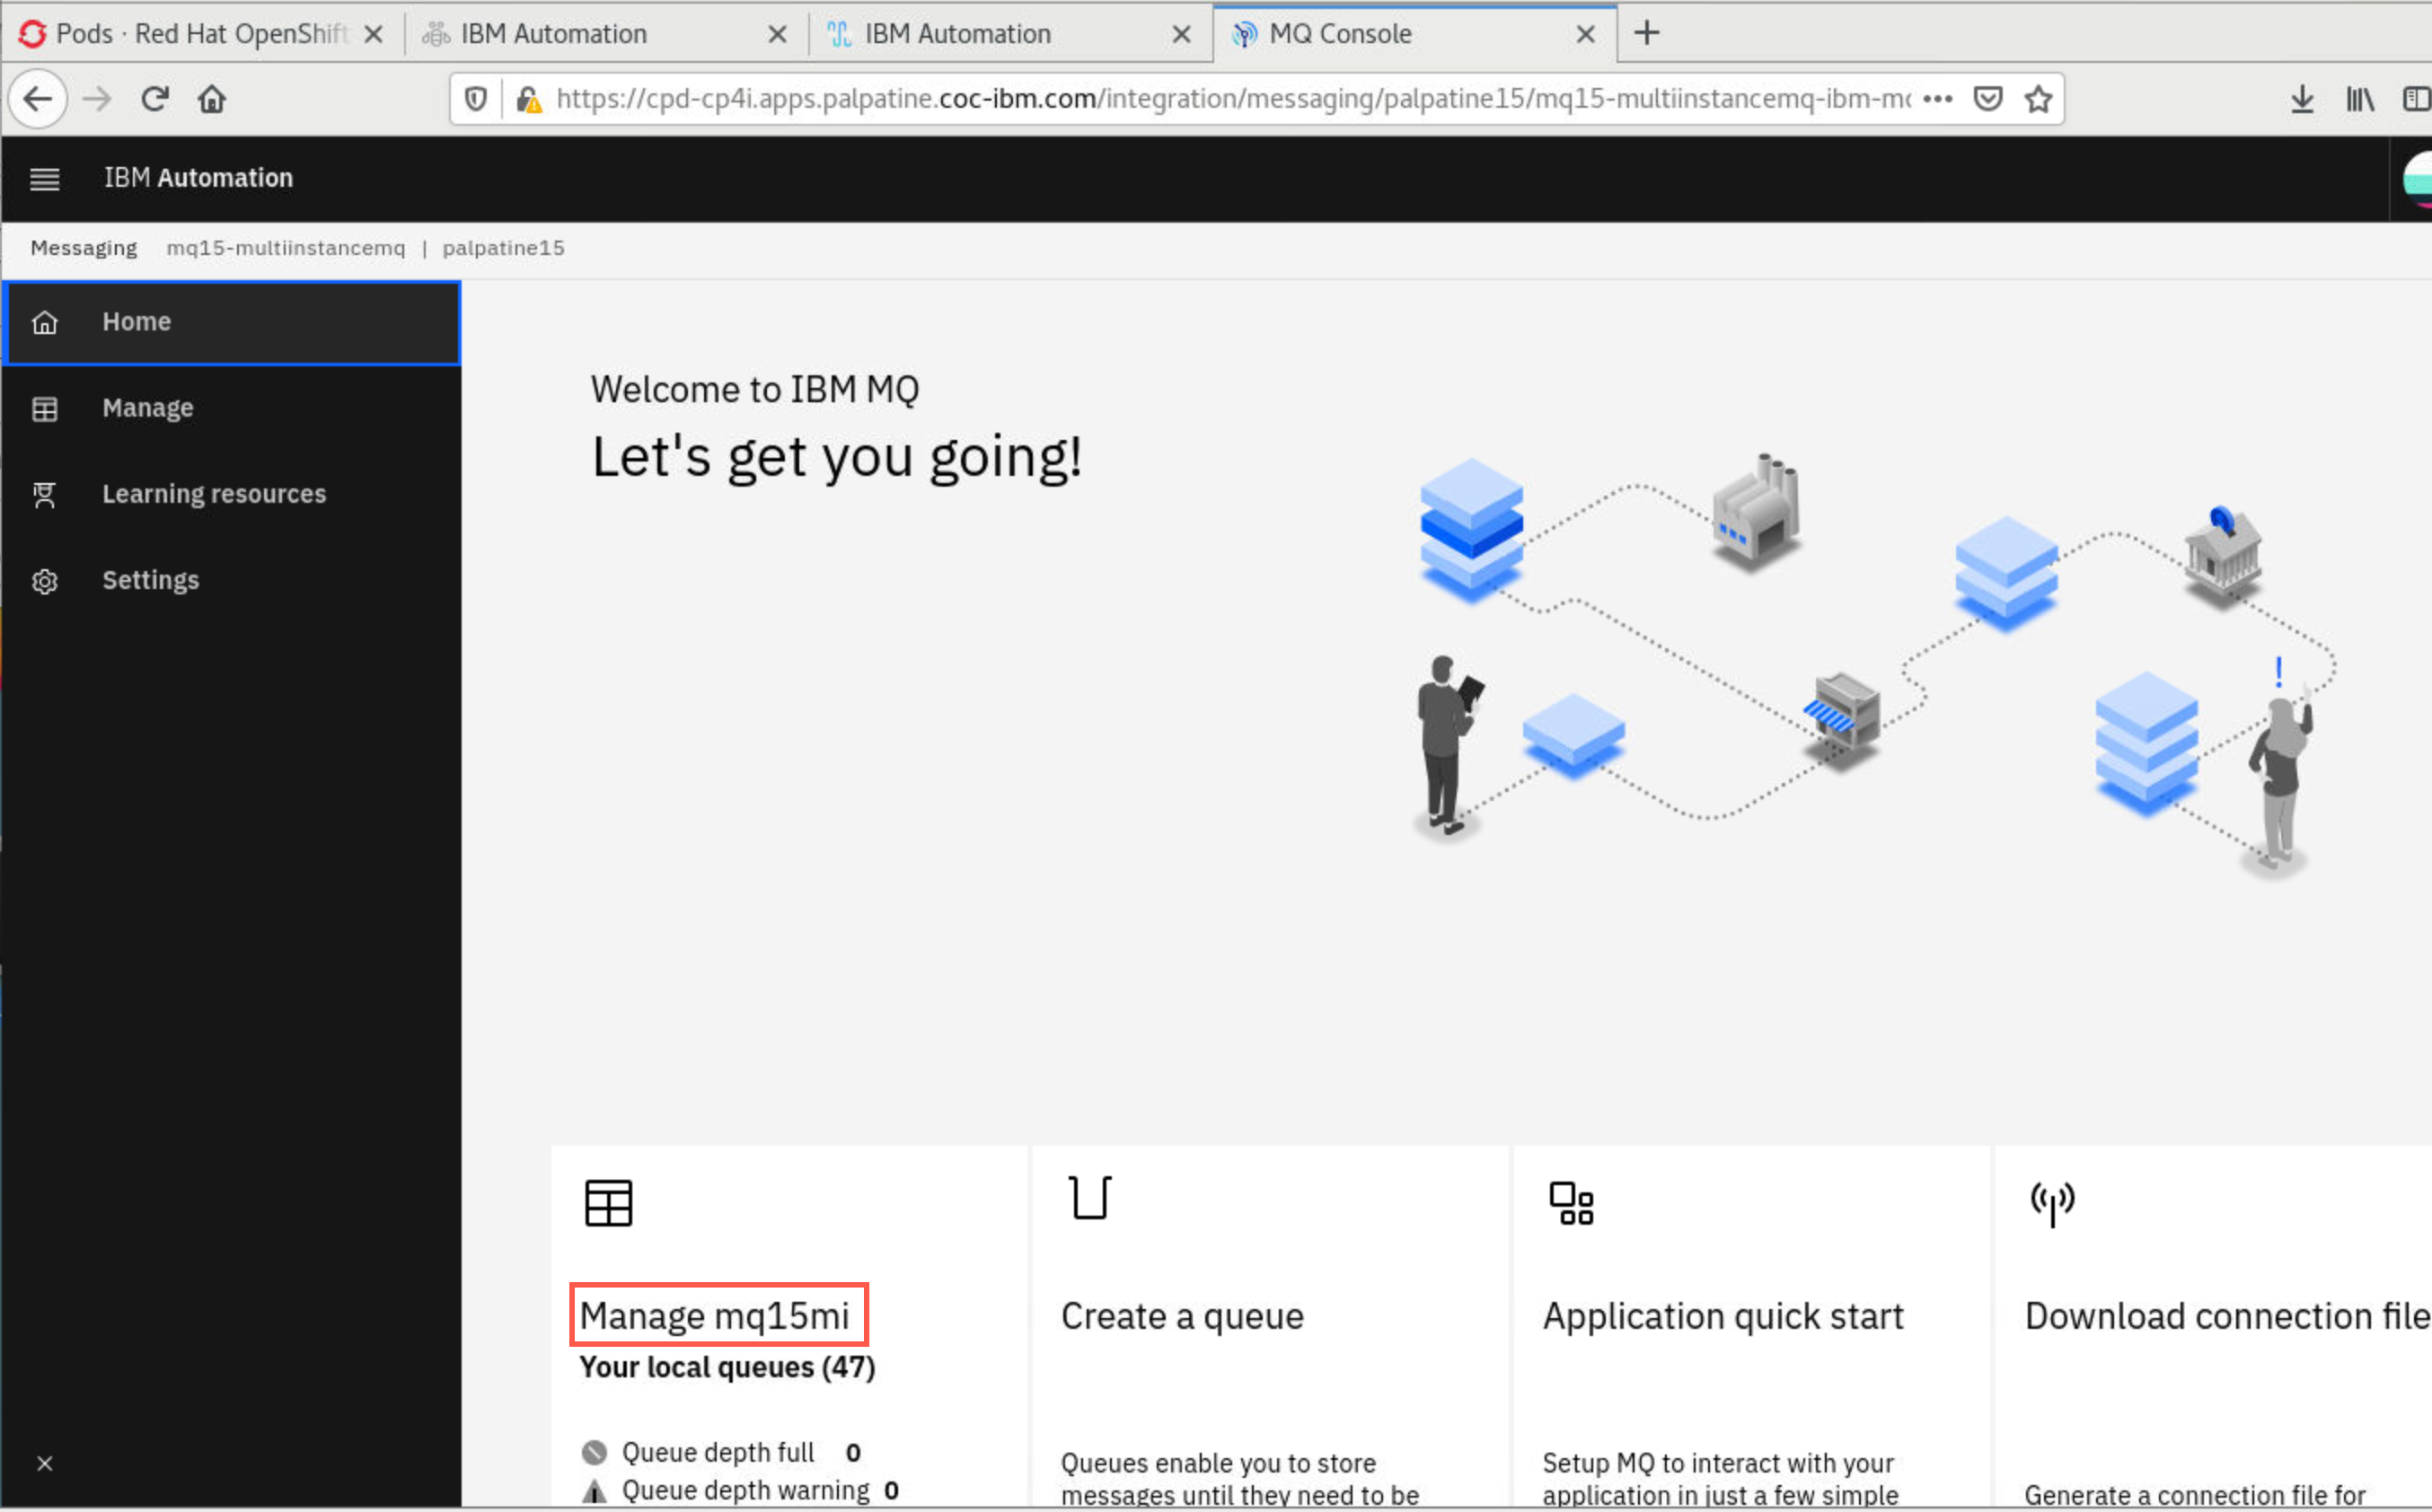 Pods · Red Hat OpenShift
IBM Automation
IBM Automation
MQ Console
https://cpd-cp4i.apps.palpatine.coc-ibm.com/integration/messaging/palpatine15/mq15-multiinstancemq-ibm-mc
IBM Automation
Messaging mq15-multiinstancemq | palpatine15
Home
Manage
Learning resources
Settings
Welcome to IBM MQ
Let's get you going!
!
Manage mq15mi
Your local queues (47)
Queue depth full 0
Queue depth warning 0
Create a queue
Queues enable you to store
messages until they need to be
Application quick start
Setup MQ to interact with your
application in just a few simple
Download connection file
Generate a connection file for